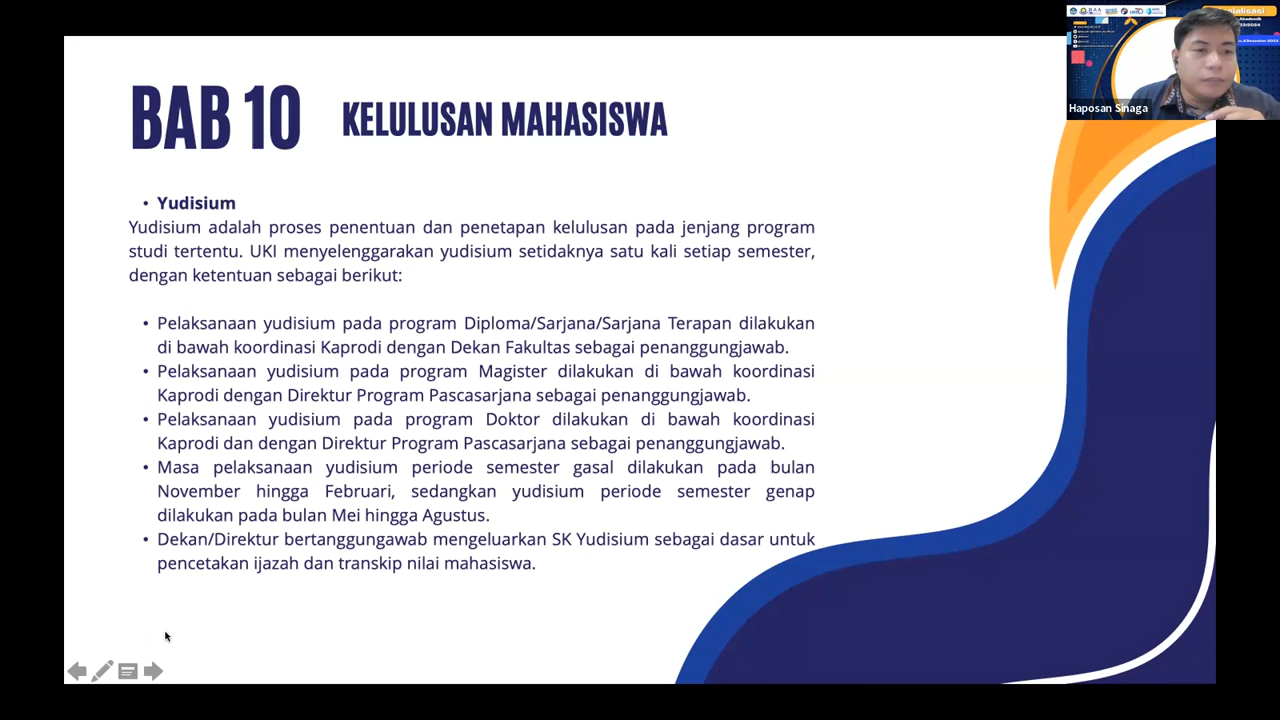 BAB 10 KELULUSAN MAHASISWA
• Yudisium
Yudisium adalah proses penentuan dan penetapan kelulusan pada jenjang program
studi tertentu. UKI menyelenggarakan yudisium setidaknya satu kali setiap semester,
dengan ketentuan sebagai berikut:
• Pelaksanaan yudisium pada program Diploma/Sarjana/Sarjana Terapan dilakukan
di bawah koordinasi Kaprodi dengan Dekan Fakultas sebagai penanggungjawab.
• Pelaksanaan yudisium pada program Magister dilakukan di bawah koordinasi
Kaprodi dengan Direktur Program Pascasarjana sebagai penanggungjawab.
• Pelaksanaan yudisium pada program Doktor dilakukan di bawah koordinasi
Kaprodi dan dengan Direktur Program Pascasarjana sebagai penanggungjawab.
• Masa pelaksanaan yudisium periode semester gasal dilakukan pada bulan
November hingga Februari, sedangkan yudisium periode semester genap
dilakukan pada bulan Mei hingga Agustus.
• Dekan/Direktur bertanggungawab mengeluarkan SK Yudisium sebagai dasar untuk
pencetakan ijazah dan transkip nilai mahasiswa.
Haposan Sinaga